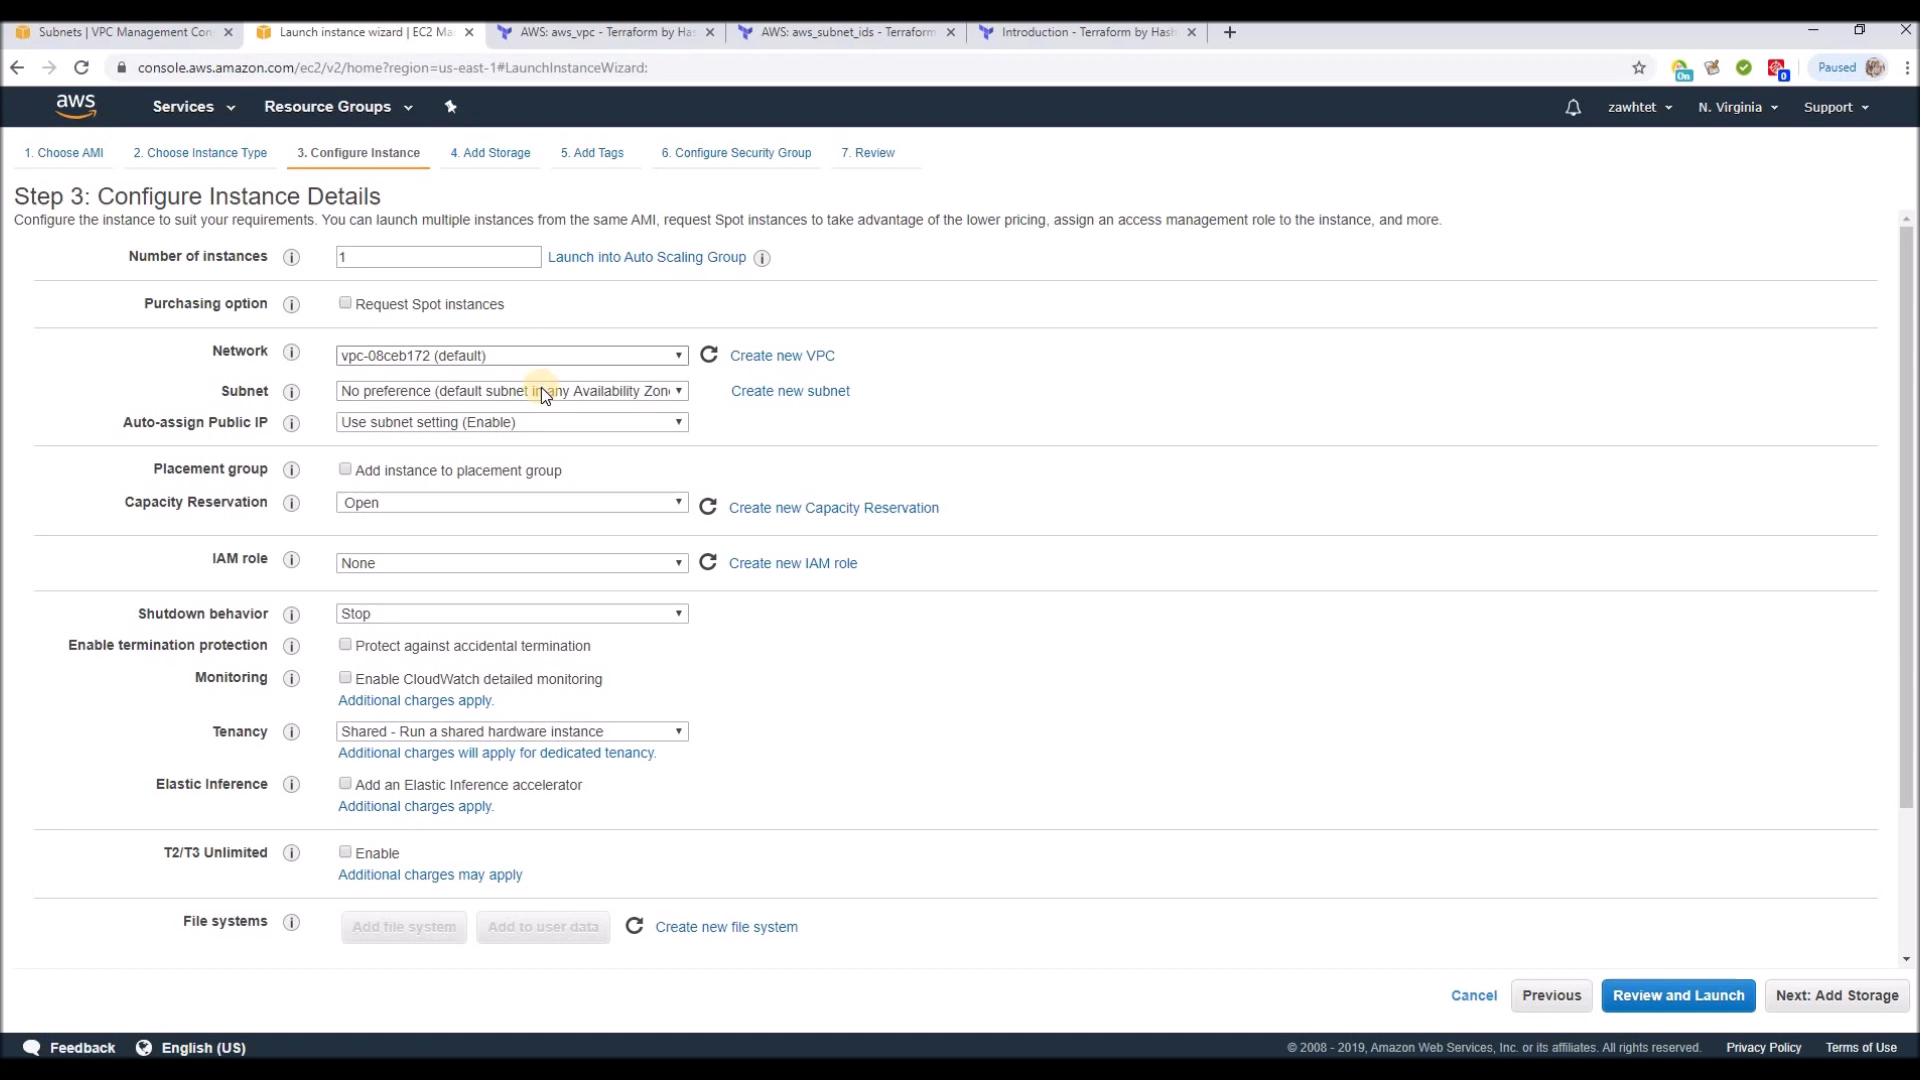 Subnets | VPC Management Con
Launch instance wizard | EC2 Ma
AWS: aws_vpc - Terraform by Has
AWS: aws_subnet_ids - Terraform
Introduction - Terraform by Hash
console.aws.amazon.com/ec2/v2/home?region=us-east-1#LaunchInstanceWizard:
On
0
Paused
aws
Services
Resource Groups
zawhtet
N. Virginia
Support
1. Choose AMI
2. Choose Instance Type
3. Configure Instance
4. Add Storage
5. Add Tags
6. Configure Security Group
7. Review
Step 3: Configure Instance Details
Configure the instance to suit your requirements. You can launch multiple instances from the same AMI, request Spot instances to take advantage of the lower pricing, assign an access management role to the instance, and more.
Number of instances
1
Launch into Auto Scaling Group
Purchasing option
Request Spot instances
Network
vpc-08ceb172 (default)
Create new VPC
Subnet
No preference (default subnet in any Availability Zon
Create new subnet
Auto-assign Public IP
Use subnet setting (Enable)
Placement group
Add instance to placement group
Capacity Reservation
Open
Create new Capacity Reservation
IAM role
None
Create new IAM role
Shutdown behavior
Stop
Enable termination protection
Protect against accidental termination
Monitoring
Enable CloudWatch detailed monitoring
Additional charges apply.
Tenancy
Shared - Run a shared hardware instance
Additional charges will apply for dedicated tenancy.
Elastic Inference
Add an Elastic Inference accelerator
Additional charges apply.
T2/T3 Unlimited
Enable
Additional charges may apply
File systems
Add file system
Add to user data
Create new file system
Cancel
Previous
Review and Launch
Next: Add Storage
Feedback
English (US)
© 2008 - 2019, Amazon Web Services, Inc. or its affiliates. All rights reserved.
Privacy Policy
Terms of Use